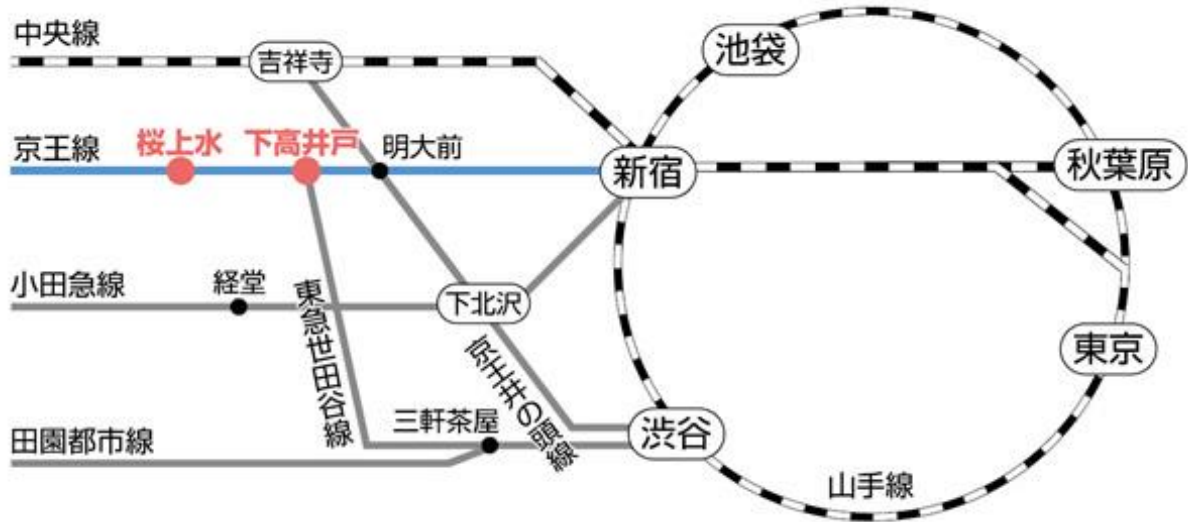 中央線
吉祥寺
池袋
京王線
桜上水
下高井戸
明大前
新宿
秋葉原
小田急線
経堂
東急世田谷線
下北沢
京王井の頭線
東京
田園都市線
三軒茶屋
渋谷
山手線